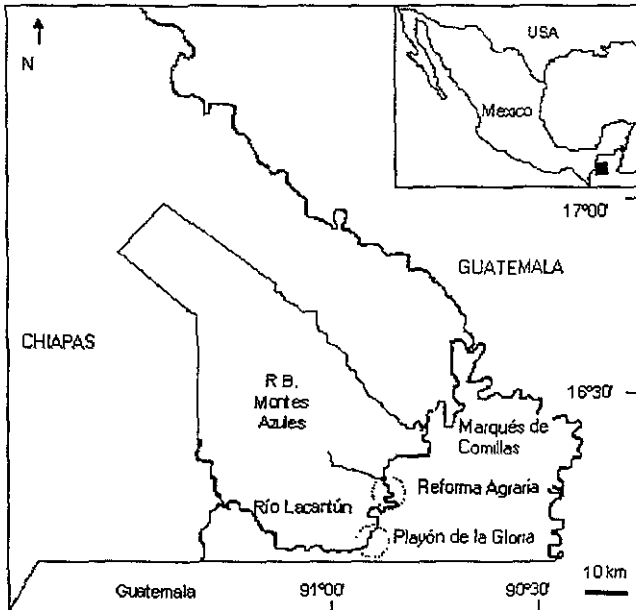 N
USA
Mexico
17°00'
GUATEMALA
CHIAPAS
R.B.
Montes
Azules
16°30'
Marqués de
Comillas
Reforma Agraria
Río Lacantún
Playón de la Gloria
Guatemala
91°00'
90°30'
10 km